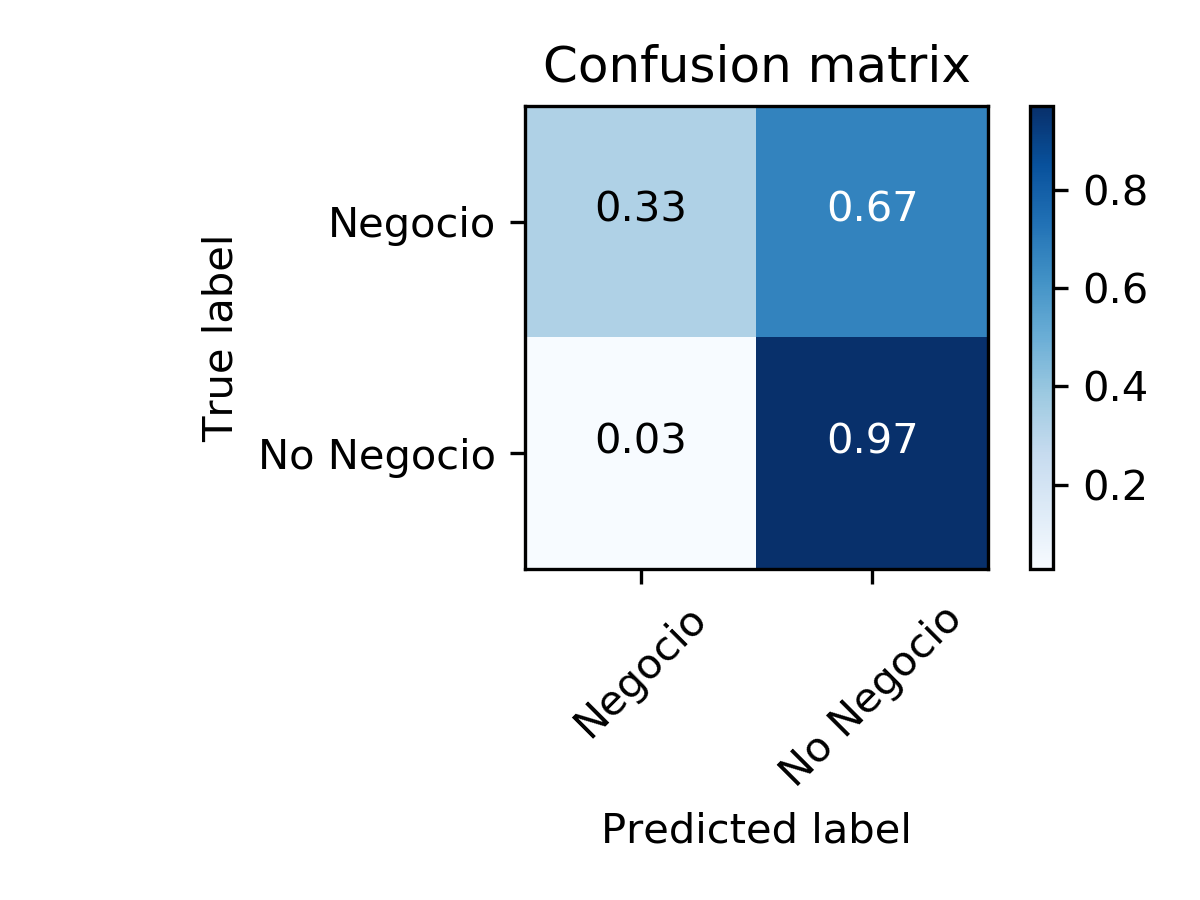 Confusion matrix
True label
Negocio
0.33
0.67
No Negocio
0.03
0.97
0.8
0.6
0.4
0.2
Negocio
No Negocio
Predicted label